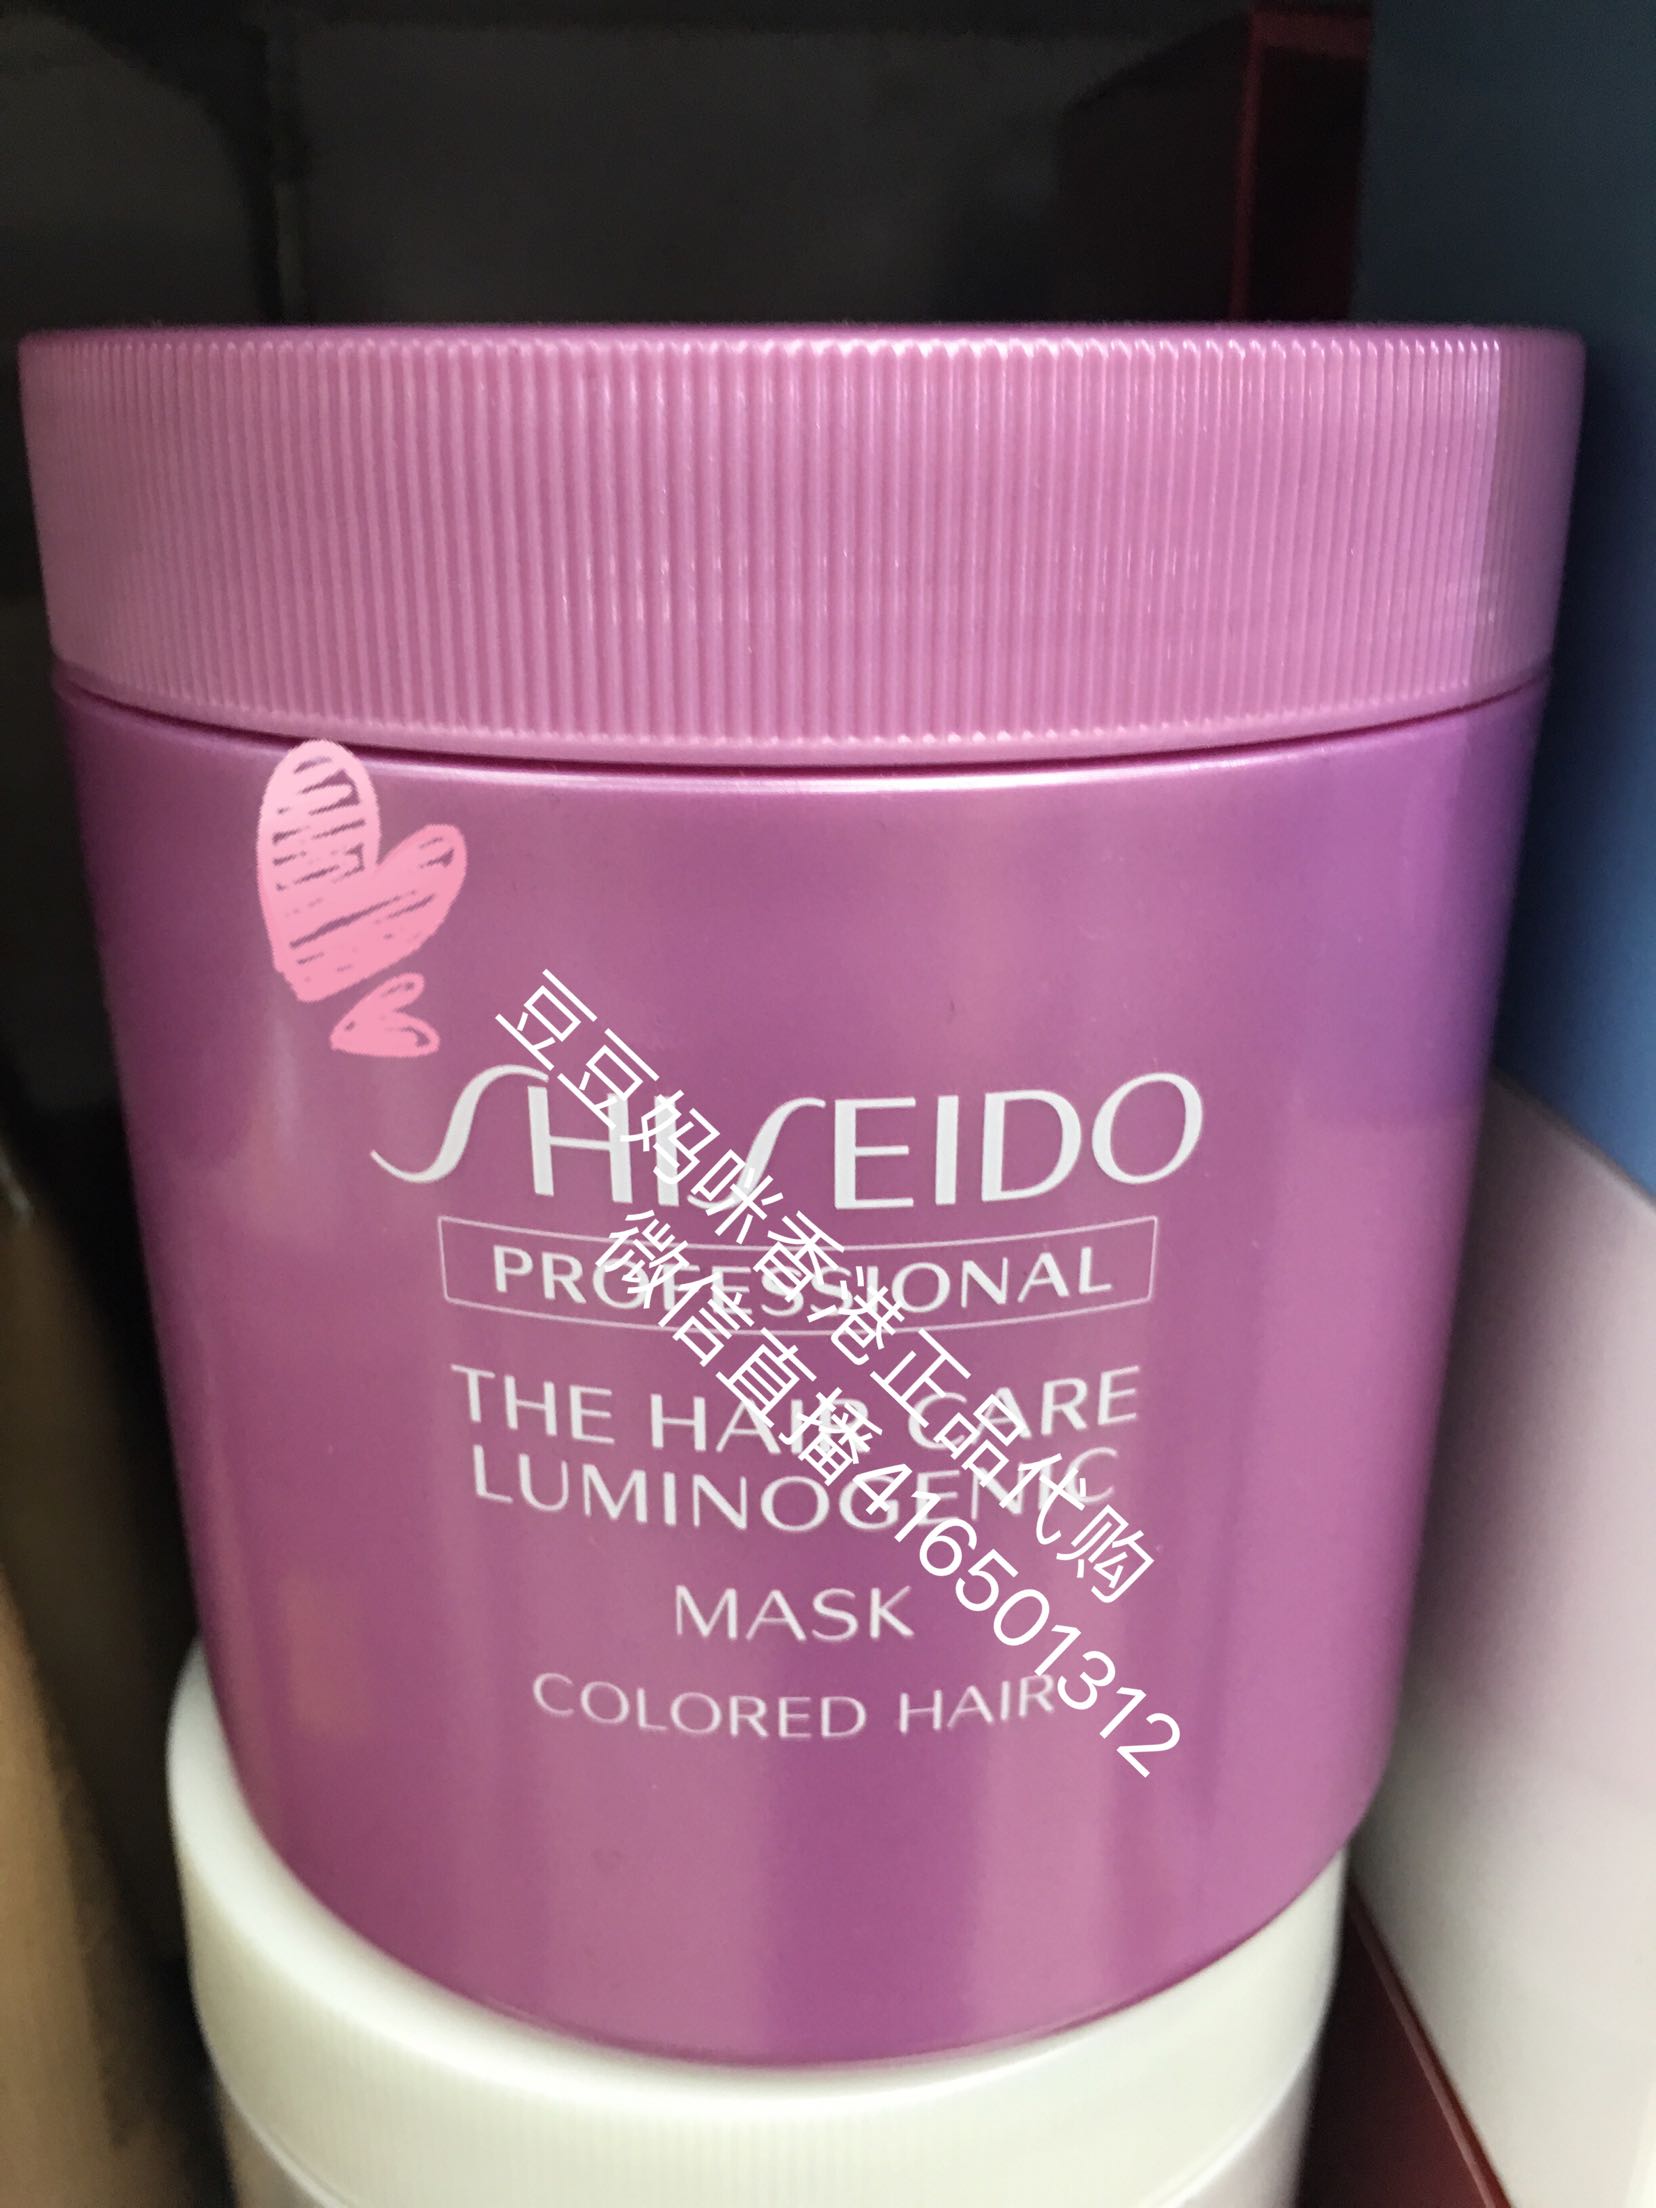 SHISEIDO
PROFESSIONAL
THE HAIR CARE
LUMINOGENIC
MASK
COLORED HAIR
豆豆妈咪香港正品代购
微信直播416501312